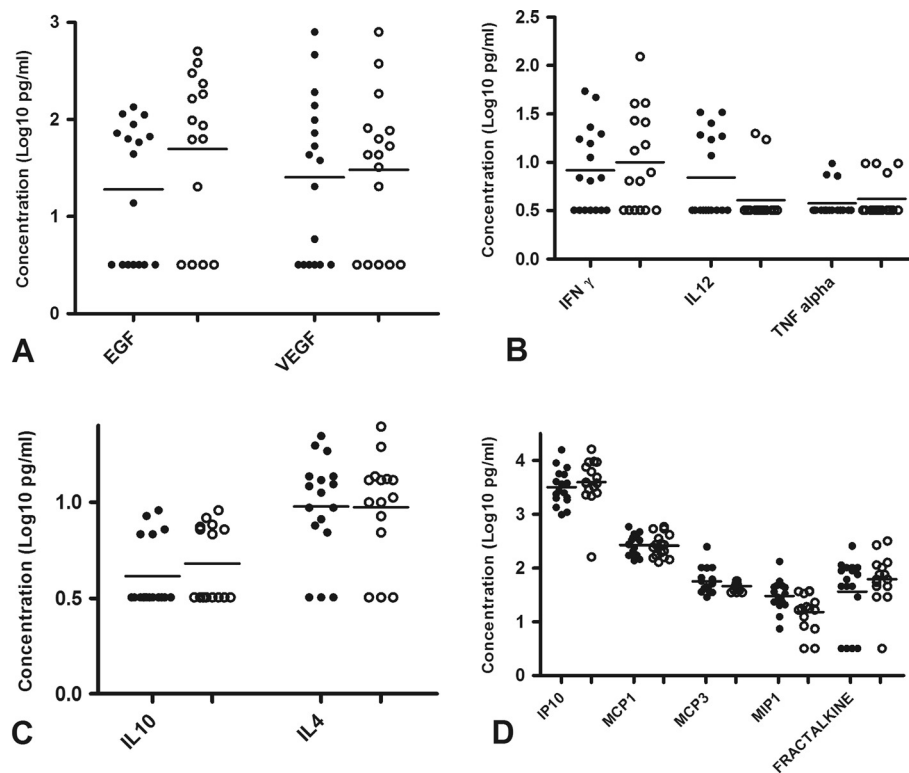 Concentration (Log10 pg/ml)
3
2
1
0
EGF
VEGF
A
Concentration (Log10 pg/ml)
2.5
2.0
1.5
1.0
0.5
0.0
IFN γ
IL12
TNF alpha
B
Concentration (Log10 pg/ml)
1.0
0.5
0.0
IL10
IL4
C
Concentration (Log10 pg/ml)
4
3
2
1
0
IP10
MCP1
MCP3
MIP1
FRACTALKINE
D